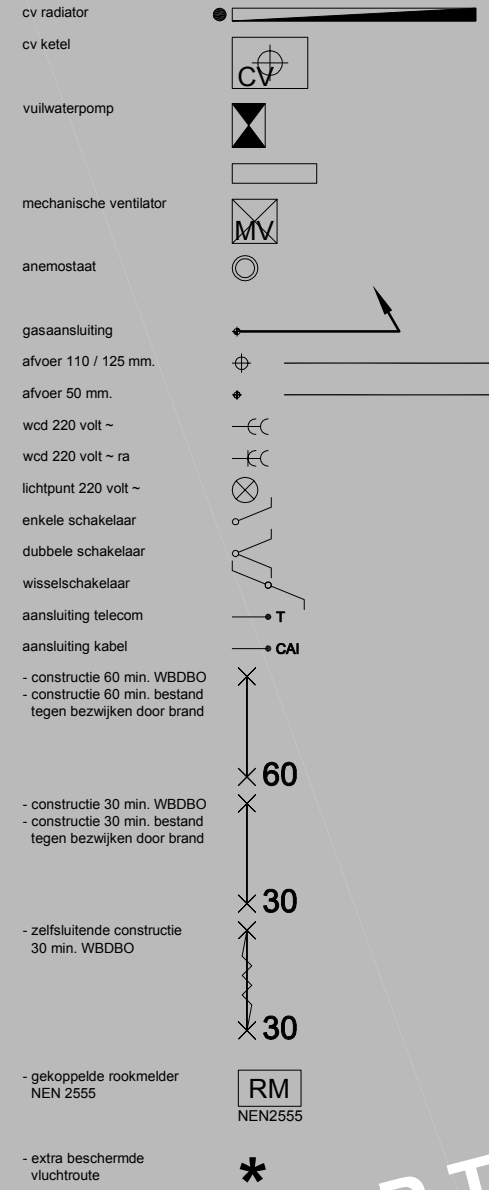 cv radiator
cv ketel
CV
vuilwaterpomp
mechanische ventilator
MV
anemostaat
gasaansluiting
afvoer 110 / 125 mm.
afvoer 50 mm.
wcd 220 volt ~
wcd 220 volt ~ ra
lichtpunt 220 volt ~
enkele schakelaar
dubbele schakelaar
wisselschakelaar
aansluiting telecom T
aansluiting kabel CAI
- constructie 60 min. WBDBO
- constructie 60 min. bestand
tegen bezwijken door brand
60
- constructie 30 min. WBDBO
- constructie 30 min. bestand
tegen bezwijken door brand
30
- zelfsluitende constructie
30 min. WBDBO
30
- gekoppelde rookmelder
NEN 2555
RM
NEN2555
- extra beschermde
vluchtroute
*